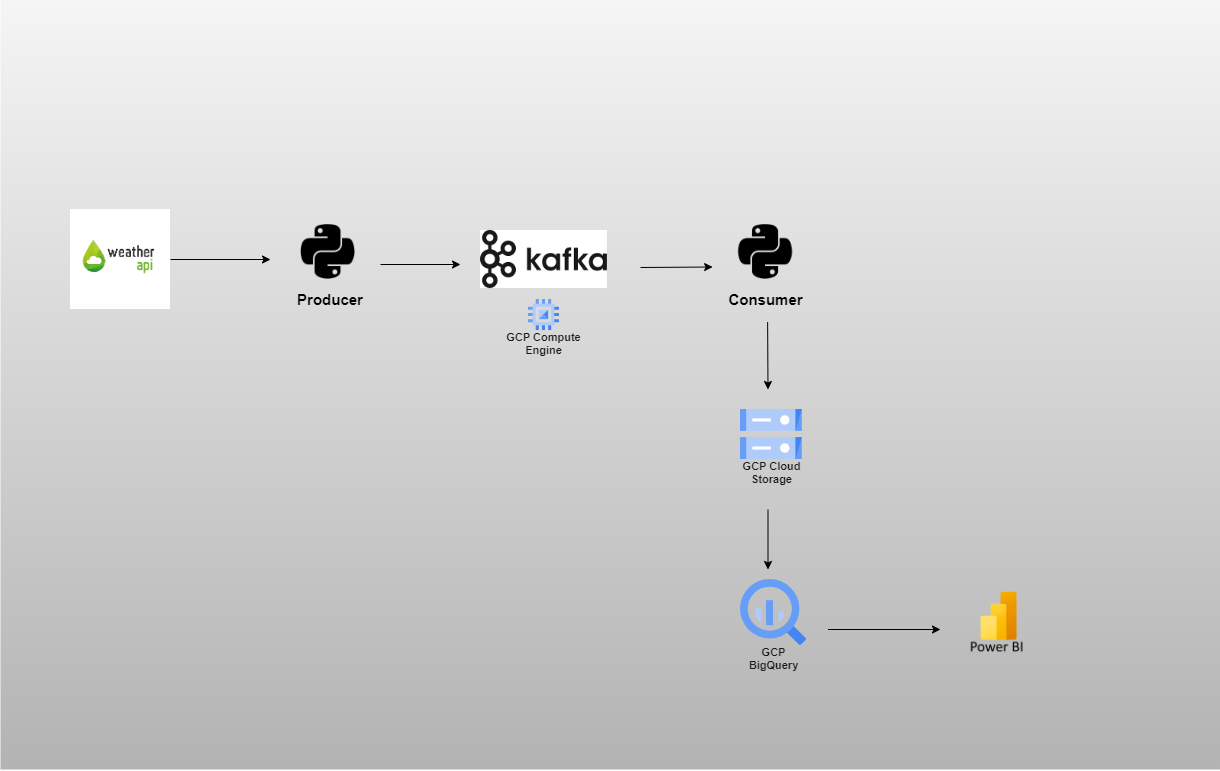 weather
api
Producer
kafka
GCP Compute
Engine
Consumer
GCP Cloud
Storage
GCP
BigQuery
Power BI